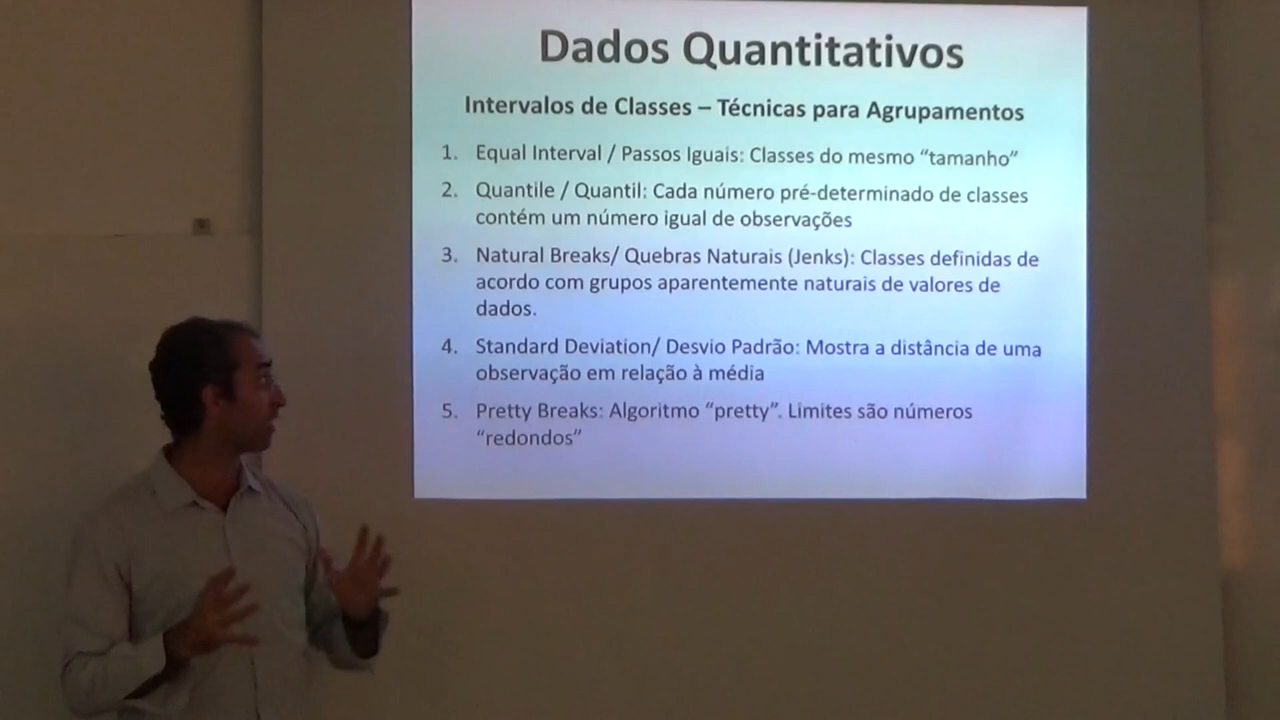 Dados Quantitativos
Intervalos de Classes – Técnicas para Agrupamentos
1. Equal Interval / Passos Iguais: Classes do mesmo “tamanho”
2. Quantile / Quantil: Cada número pré-determinado de classes
contém um número igual de observações
3. Natural Breaks/ Quebras Naturais (Jenks): Classes definidas de
acordo com grupos aparentemente naturais de valores de
dados.
4. Standard Deviation/ Desvio Padrão: Mostra a distância de uma
observação em relação à média
5. Pretty Breaks: Algoritmo “pretty”. Limites são números
“redondos”